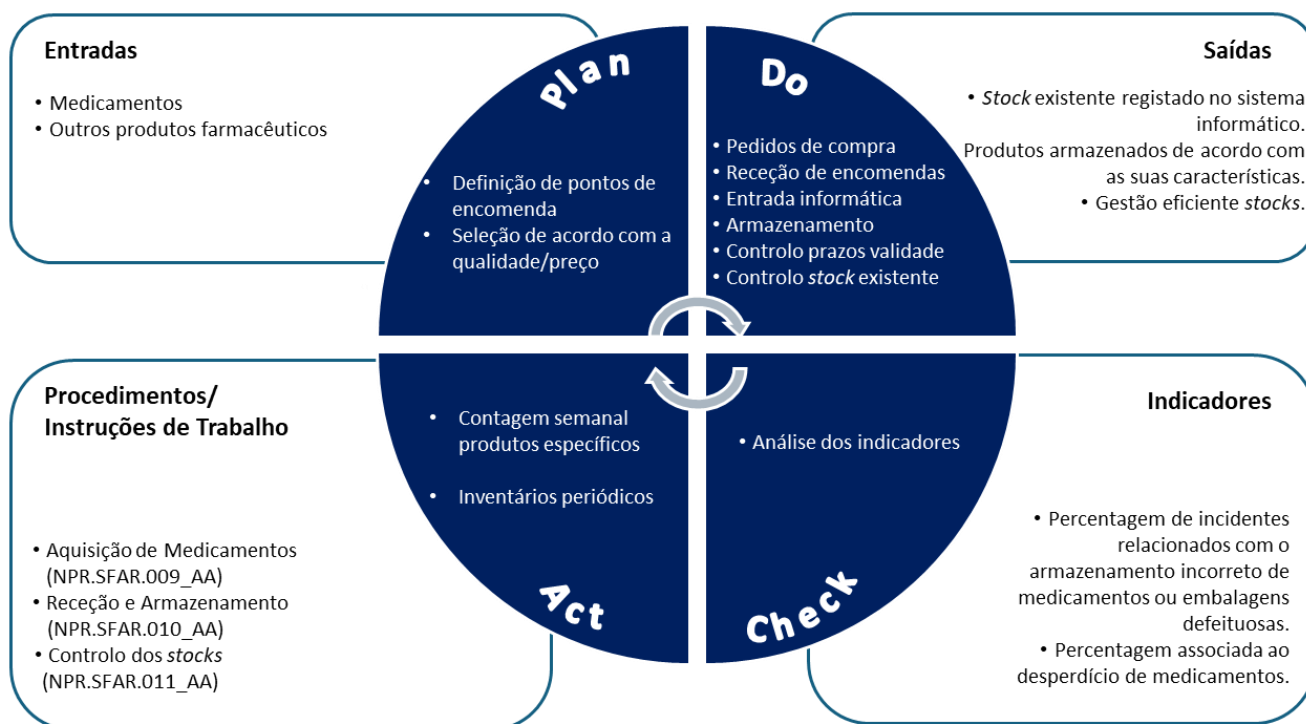 Entradas
• Medicamentos
• Outros produtos farmacêuticos
Plan
• Definição de pontos de
encomenda
• Seleção de acordo com a
qualidade/preço
Do
• Pedidos de compra
• Receção de encomendas
• Entrada informática
• Armazenamento
• Controlo prazos validade
• Controlo stock existente
Saídas
• Stock existente registado no sistema
informático.
Produtos armazenados de acordo com
as suas características.
• Gestão eficiente stocks.
Procedimentos/
Instruções de Trabalho
• Aquisição de Medicamentos
(NPR.SFAR.009_AA)
• Receção e Armazenamento
(NPR.SFAR.010_AA)
• Controlo dos stocks
(NPR.SFAR.011_AA)
• Contagem semanal
produtos específicos
• Inventários periódicos
Act
• Análise dos indicadores
Check
Indicadores
• Percentagem de incidentes
relacionados com o
armazenamento incorreto de
medicamentos ou embalagens
defeituosas.
• Percentagem associada ao
desperdício de medicamentos.